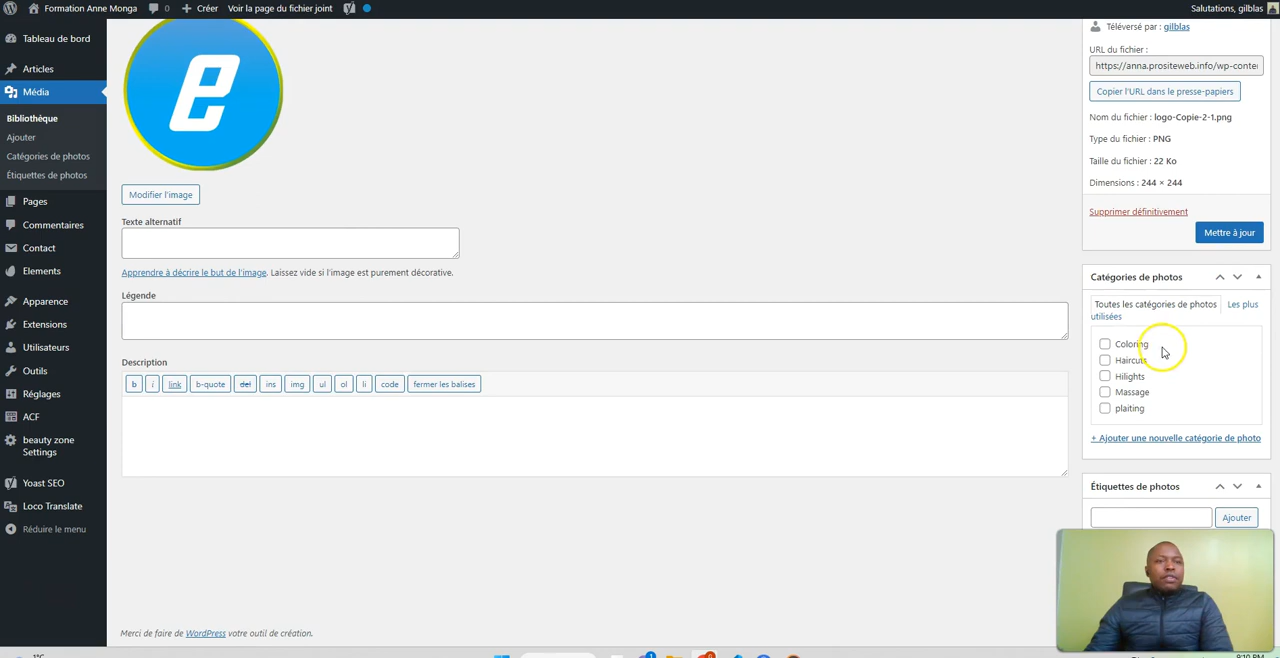 Formation Anne Monga
0
Créer
Voir la page du fichier joint
Salutations, gilblas
Tableau de bord
Articles
Média
Bibliothèque
Ajouter
Catégories de photos
Étiquettes de photos
Pages
Commentaires
Contact
Elements
Apparence
Extensions
Utilisateurs
Outils
Réglages
ACF
beauty zone
Settings
Yoast SEO
Loco Translate
Réduire le menu
e
Modifier l'image
Texte alternatif
Apprendre à décrire le but de l'image. Laissez vide si l'image est purement décorative.
Légende
Description
b
i
link
b-quote
del
ins
img
ul
ol
li
code
fermer les balises
Merci de faire de WordPress votre outil de création.
Téléversé par : gilblas
URL du fichier :
https://anna.prositeweb.info/wp-conte
Copier l'URL dans le presse-papiers
Nom du fichier : logo-Copie-2-1.png
Type du fichier : PNG
Taille du fichier : 22 Ko
Dimensions : 244 × 244
Supprimer définitivement
Mettre à jour
Catégories de photos
Toutes les catégories de photos
Les plus
utilisées
Coloring
Haircuts
Hilights
Massage
plaiting
+ Ajouter une nouvelle catégorie de photo
Étiquettes de photos
Ajouter
1°C
9:10 PM